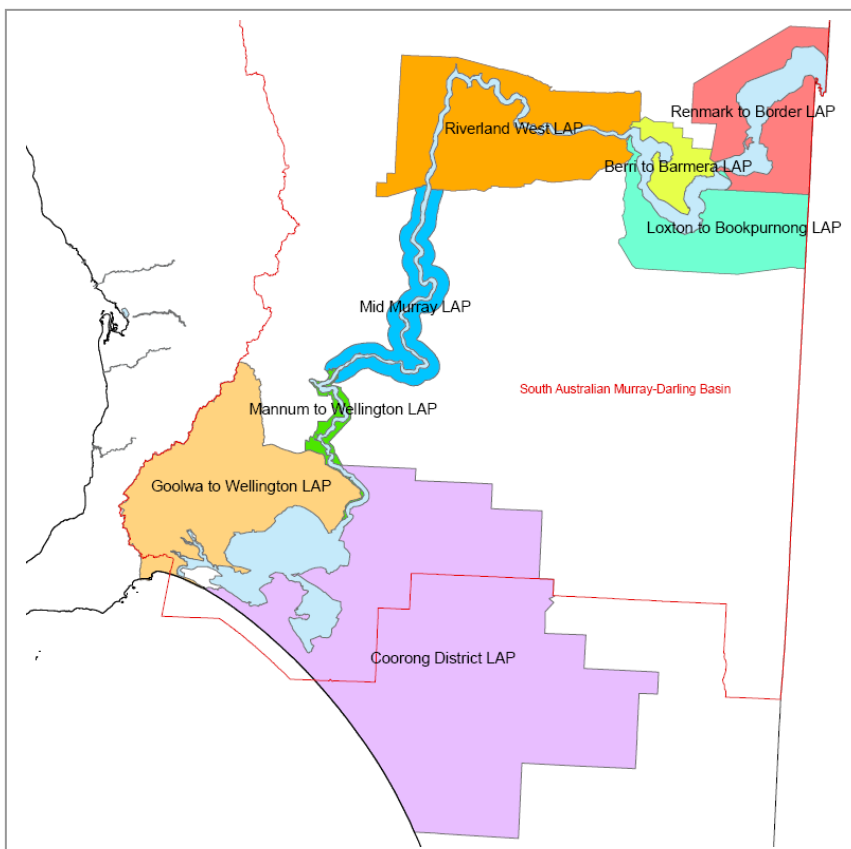 Renmark to Border LAP
Riverland West LAP
Berri to Barmera LAP
Loxton to Bookpurnong LAP
Mid Murray LAP
South Australian Murray-Darling Basin
Mannum to Wellington LAP
Goolwa to Wellington LAP
Coorong District LAP